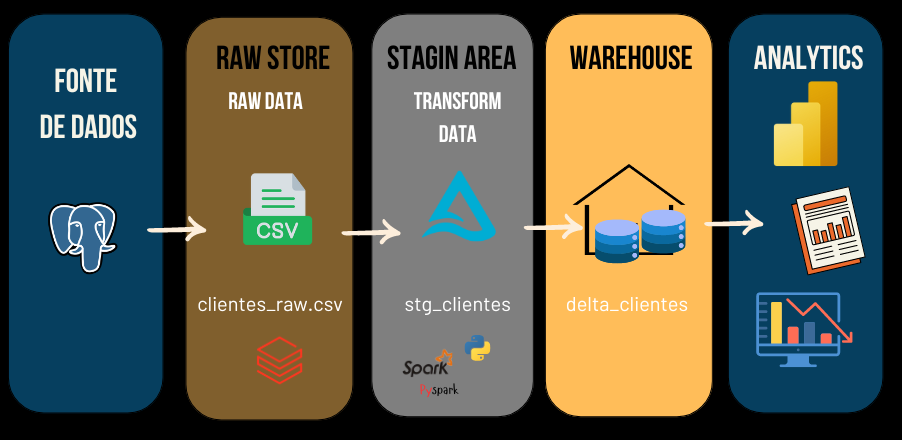 FONTE
DE DADOS
RAW STORE
RAW DATA
CSV
clientes_raw.csv
STAGIN AREA
TRANSFORM
DATA
stg_clientes
Spark
Pyspark
WAREHOUSE
delta_clientes
ANALYTICS